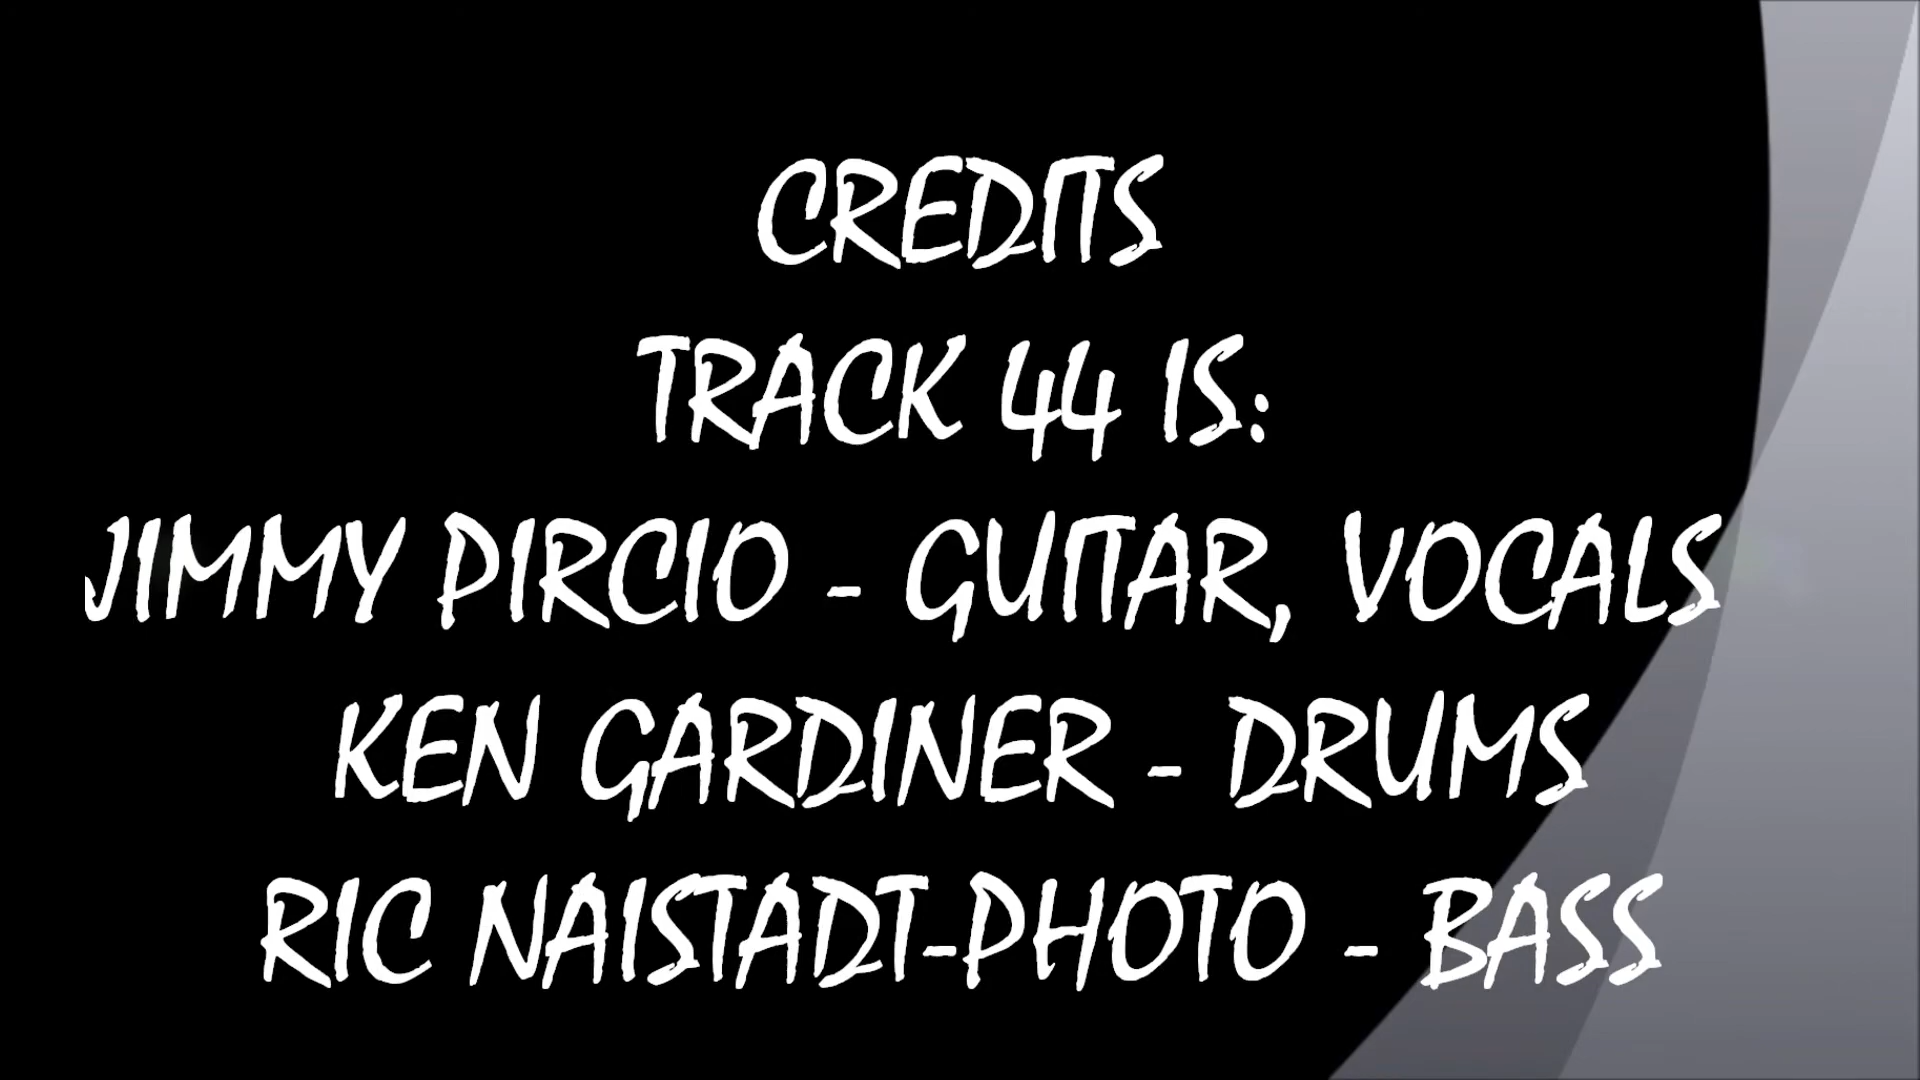 CREDITS
TRACK 44 IS:
JIMMY PIRCIO - GUITAR, VOCALS
KEN GARDINER - DRUMS
RIC NAISTADT-PHOTO - BASS